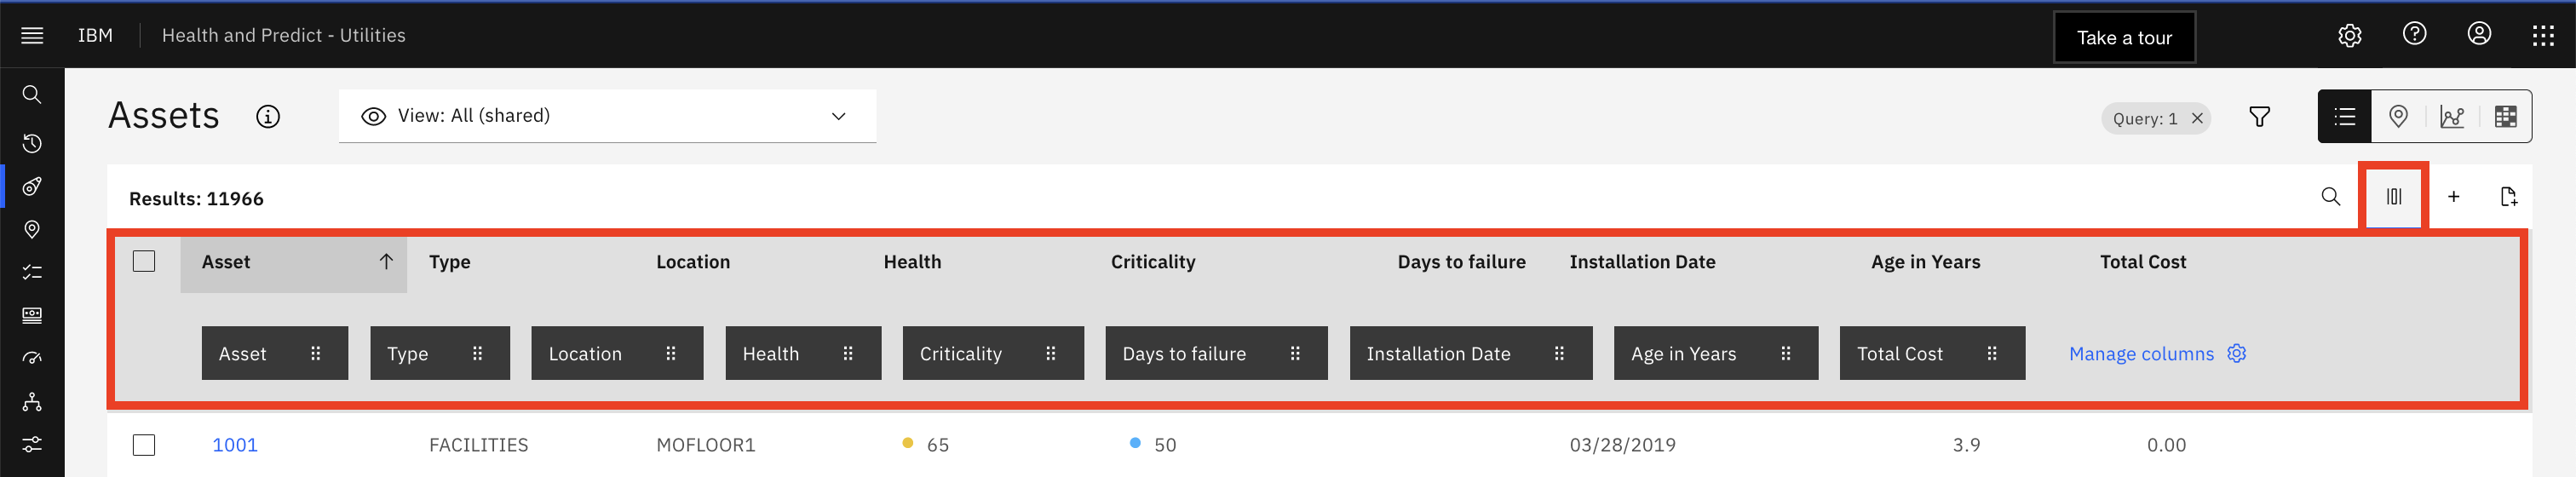 IBM Health and Predict - Utilities Take a tour
Assets View: All (shared) Query: 1
Results: 11966
Asset Type Location Health Criticality Days to failure Installation Date Age in Years Total Cost
Asset Type Location Health Criticality Days to failure Installation Date Age in Years Total Cost Manage columns
1001 FACILITIES MOFLOOR1 65 50 03/28/2019 3.9 0.00